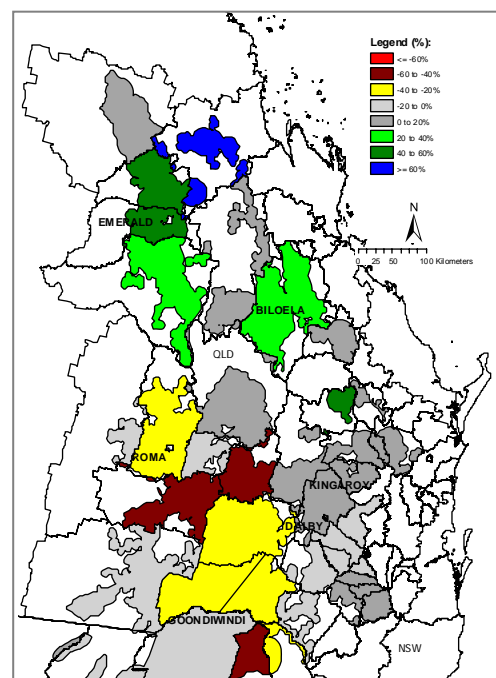 Legend (%):
<= -60%
-60 to -40%
-40 to -20%
-20 to 0%
0 to 20%
20 to 40%
40 to 60%
>= 60%
N
0 25 50 100 Kilometers
EMERALD
BILOELA
QLD
ROMA
KINGAROY
DALBY
GOONDIWINDI
NSW